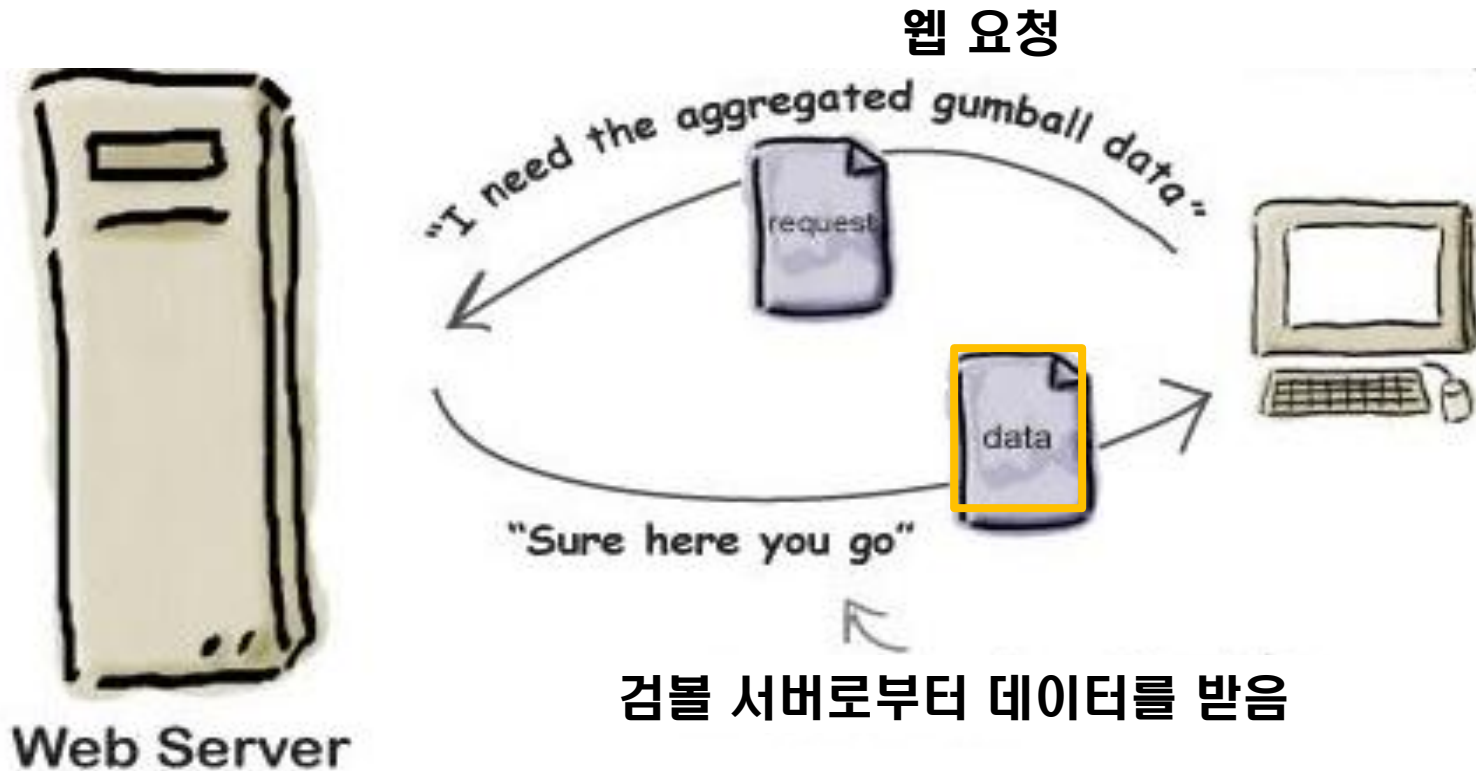 웹 요청
“I need the aggregated gumball data”
request
data
“Sure here you go”
검볼 서버로부터 데이터를 받음
Web Server